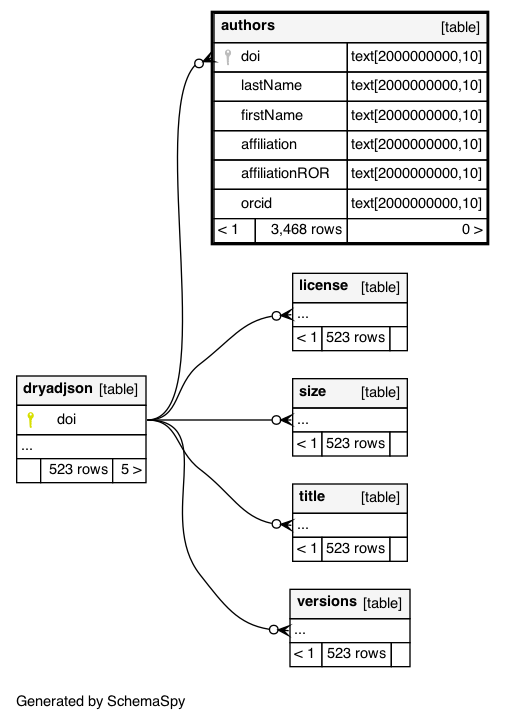 authors [table]
doi text[2000000000,10]
lastName text[2000000000,10]
firstName text[2000000000,10]
affiliation text[2000000000,10]
affiliationROR text[2000000000,10]
orcid text[2000000000,10]
< 1 3,468 rows 0 >
license [table]
...
< 1 523 rows
dryadjson [table]
doi
...
523 rows 5 >
size [table]
...
< 1 523 rows
title [table]
...
< 1 523 rows
versions [table]
...
< 1 523 rows
Generated by SchemaSpy